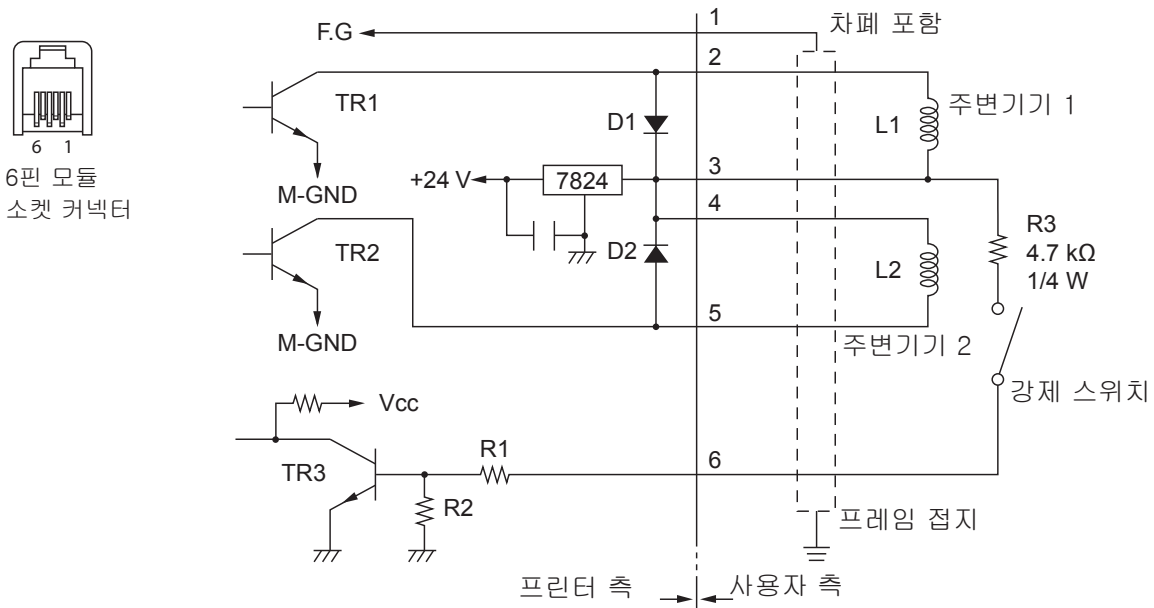 1
차폐 포함
F.G
2
TR1
D1
L1
주변기기 1
6 1
6핀 모듈
소켓 커넥터
M-GND
+24 V
7824
3
4
TR2
D2
L2
R3
4.7 kΩ
1/4 W
M-GND
5
주변기기 2
강제 스위치
Vcc
TR3
R1
6
R2
프레임 접지
프린터 측
사용자 측